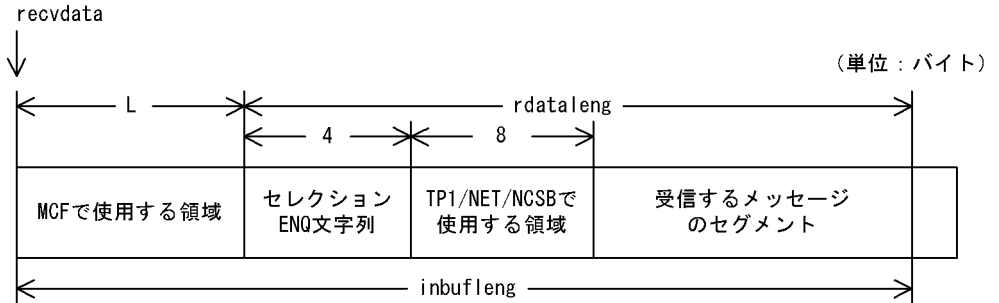 recvdata
(単位：バイト)
L
rdataleng
4
8
MCFで使用する領域
セレクション
ENQ文字列
TP1/NET/NCSBで
使用する領域
受信するメッセージ
のセグメント
inbufleng